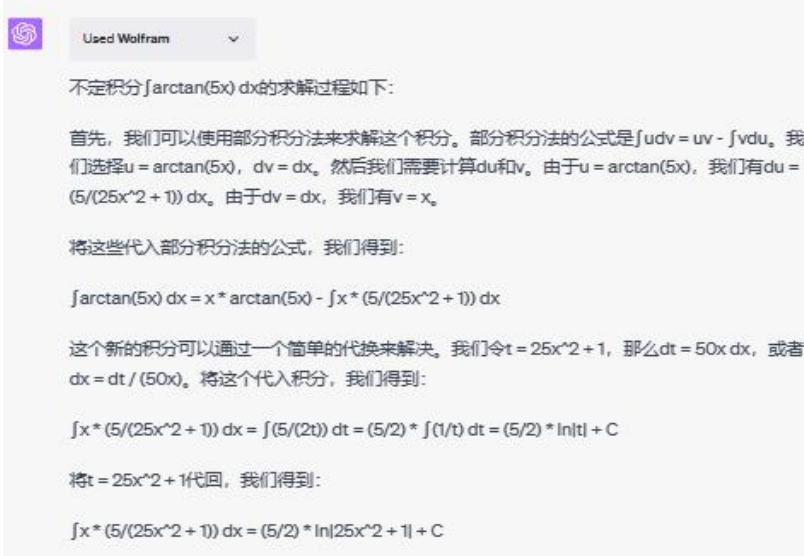 Used Wolfram
不定积分∫arctan(5x) dx的求解过程如下：
首先，我们可以使用部分积分法来求解这个积分。部分积分法的公式是∫udv = uv - ∫vdu。我
们选择u = arctan(5x)，dv = dx。然后我们需要计算du和v。由于u = arctan(5x)，我们有du =
(5/(25x^2 + 1)) dx。由于dv = dx，我们有v = x。
将这些代入部分积分法的公式，我们得到：
∫arctan(5x) dx = x * arctan(5x) - ∫x * (5/(25x^2 + 1)) dx
这个新的积分可以通过一个简单的代换来解决。我们令t = 25x^2 + 1，那么dt = 50x dx，或者
dx = dt / (50x)。将这个代入积分，我们得到：
∫x * (5/(25x^2 + 1)) dx = ∫(5/(2t)) dt = (5/2) * ∫(1/t) dt = (5/2) * ln|t| + C
将t = 25x^2 + 1代回，我们得到：
∫x * (5/(25x^2 + 1)) dx = (5/2) * ln|25x^2 + 1| + C